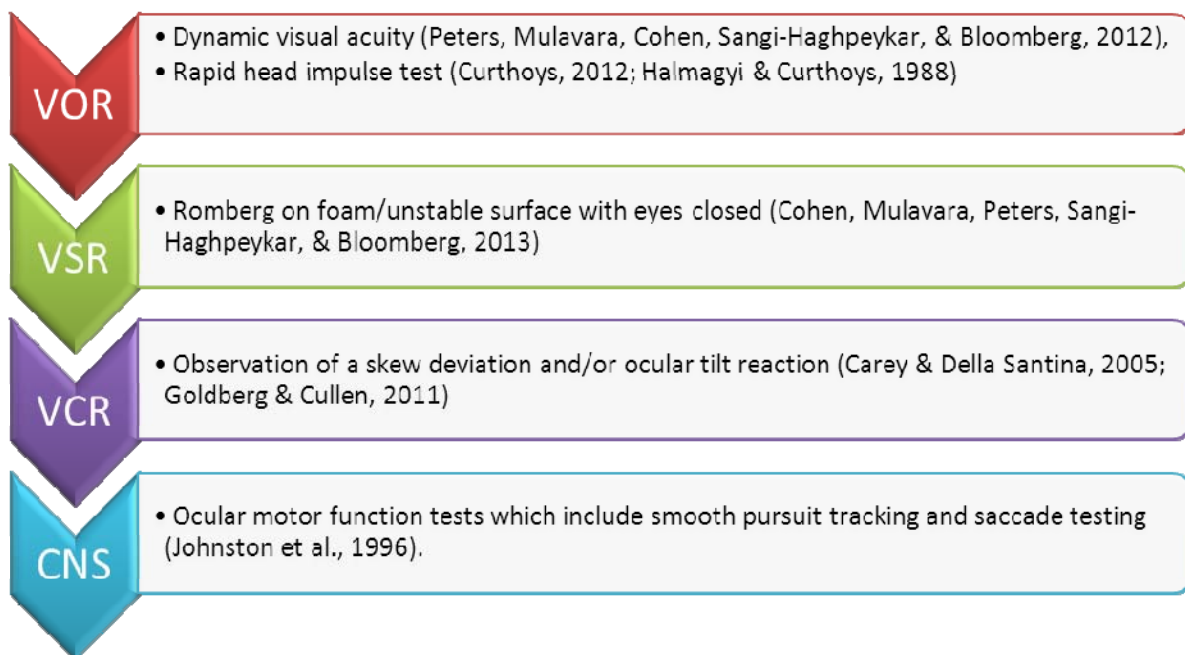 VOR
• Dynamic visual acuity (Peters, Mulavara, Cohen, Sangi-Haghpeykar, & Bloomberg, 2012),
• Rapid head impulse test (Curthoys, 2012; Halmagyi & Curthoys, 1988)
VSR
• Romberg on foam/unstable surface with eyes closed (Cohen, Mulavara, Peters, Sangi-
Haghpeykar, & Bloomberg, 2013)
VCR
• Observation of a skew deviation and/or ocular tilt reaction (Carey & Della Santina, 2005;
Goldberg & Cullen, 2011)
CNS
• Ocular motor function tests which include smooth pursuit tracking and saccade testing
(Johnston et al., 1996).